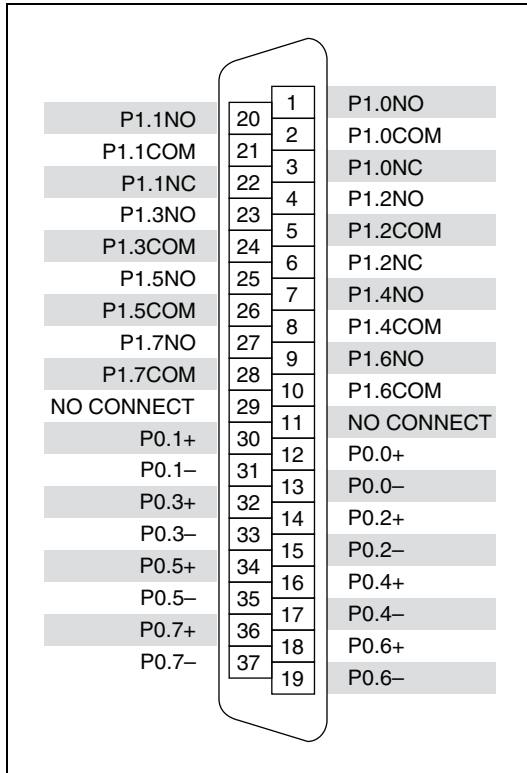 1 P1.0NO
P1.1NO 20
2 P1.0COM
P1.1COM 21
3 P1.0NC
P1.1NC 22
4 P1.2NO
P1.3NO 23
5 P1.2COM
P1.3COM 24
6 P1.2NC
P1.5NO 25
7 P1.4NO
P1.5COM 26
8 P1.4COM
P1.7NO 27
9 P1.6NO
P1.7COM 28
10 P1.6COM
NO CONNECT 29
11 NO CONNECT
P0.1+ 30
12 P0.0+
P0.1– 31
13 P0.0–
P0.3+ 32
14 P0.2+
P0.3– 33
15 P0.2–
P0.5+ 34
16 P0.4+
P0.5– 35
17 P0.4–
P0.7+ 36
18 P0.6+
P0.7– 37
19 P0.6–